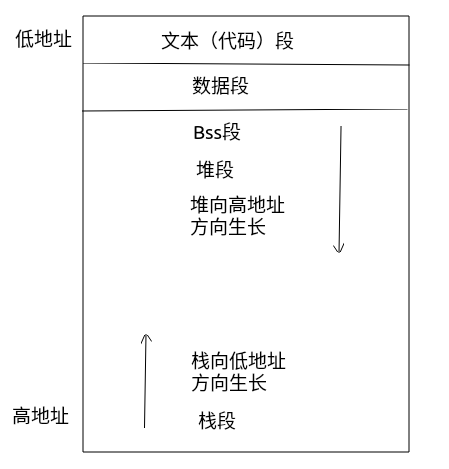 低地址
文本（代码）段
数据段
Bss段
堆段
堆向高地址
方向生长
栈向低地址
方向生长
高地址
栈段